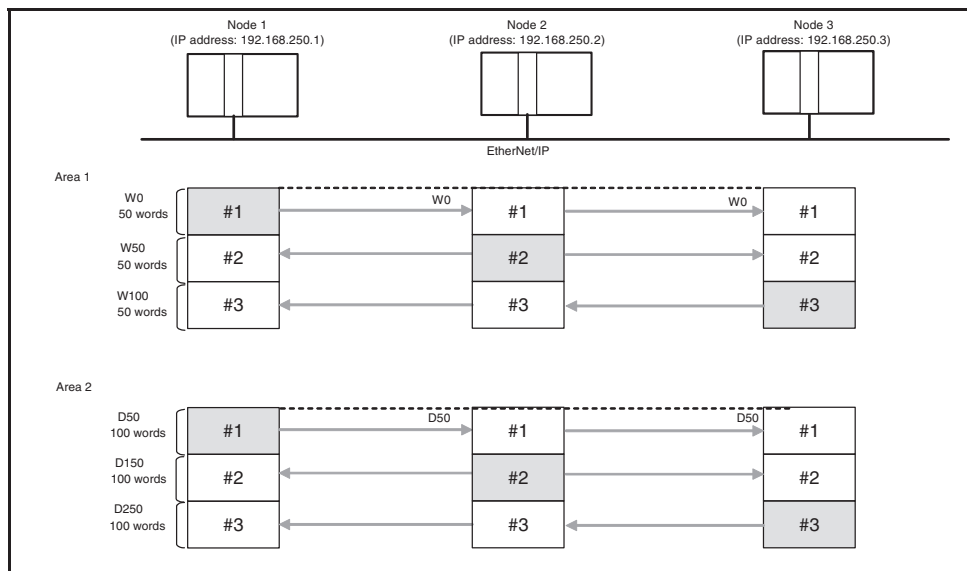 Node 1
(IP address: 192.168.250.1)
Node 2
(IP address: 192.168.250.2)
Node 3
(IP address: 192.168.250.3)
EtherNet/IP
Area 1
W0
50 words
#1
W0
#1
W0
#1
W50
50 words
#2
#2
#2
W100
50 words
#3
#3
#3
Area 2
D50
100 words
#1
D50
#1
D50
#1
D150
100 words
#2
#2
#2
D250
100 words
#3
#3
#3